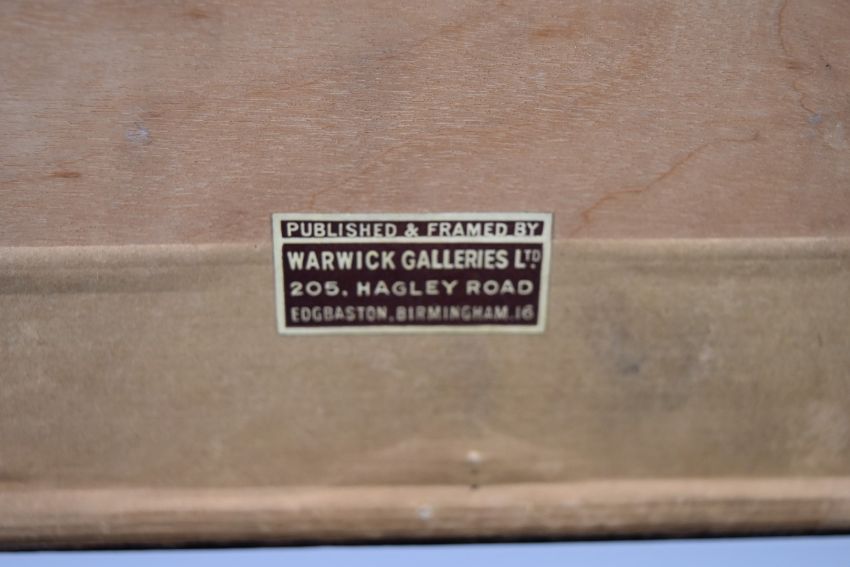 PUBLISHED & FRAMED BY
WARWICK GALLERIES LTD.
205, HAGLEY ROAD
EDGBASTON, BIRMINGHAM.16